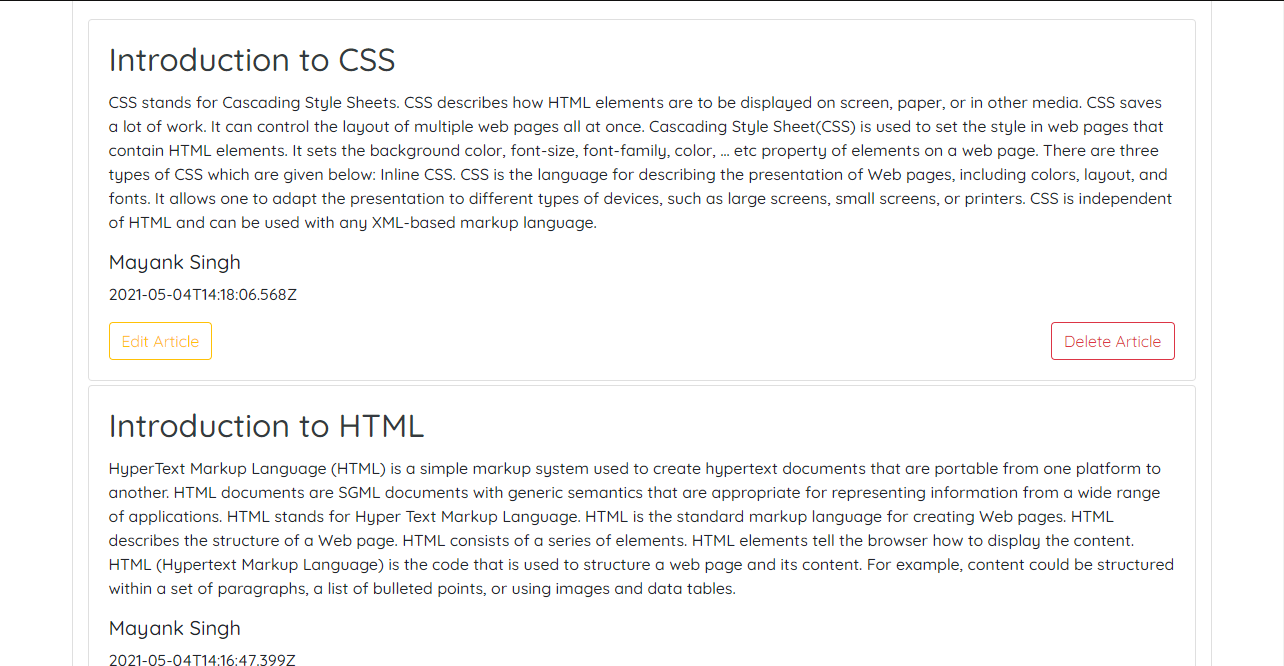 Introduction to CSS
CSS stands for Cascading Style Sheets. CSS describes how HTML elements are to be displayed on screen, paper, or in other media. CSS saves
a lot of work. It can control the layout of multiple web pages all at once. Cascading Style Sheet(CSS) is used to set the style in web pages that
contain HTML elements. It sets the background color, font-size, font-family, color, ... etc property of elements on a web page. There are three
types of CSS which are given below: Inline CSS. CSS is the language for describing the presentation of Web pages, including colors, layout, and
fonts. It allows one to adapt the presentation to different types of devices, such as large screens, small screens, or printers. CSS is independent
of HTML and can be used with any XML-based markup language.
Mayank Singh
2021-05-04T14:18:06.568Z
Edit Article
Delete Article
Introduction to HTML
HyperText Markup Language (HTML) is a simple markup system used to create hypertext documents that are portable from one platform to
another. HTML documents are SGML documents with generic semantics that are appropriate for representing information from a wide range
of applications. HTML stands for Hyper Text Markup Language. HTML is the standard markup language for creating Web pages. HTML
describes the structure of a Web page. HTML consists of a series of elements. HTML elements tell the browser how to display the content.
HTML (Hypertext Markup Language) is the code that is used to structure a web page and its content. For example, content could be structured
within a set of paragraphs, a list of bulleted points, or using images and data tables.
Mayank Singh
2021-05-04T14:16:47.399Z